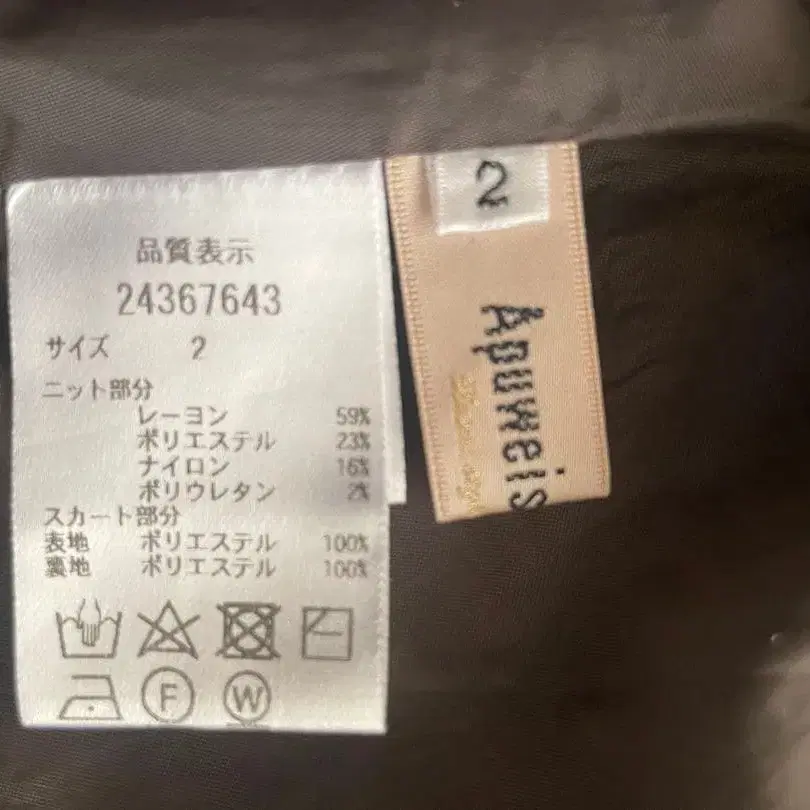 品質表示
24367643
サイズ 2
ニット部分
レーヨン 59%
ポリエステル 23%
ナイロン 16%
ポリウレタン 2%
スカート部分
表地 ポリエステル 100%
裏地 ポリエステル 100%
F W
2
Apuweis